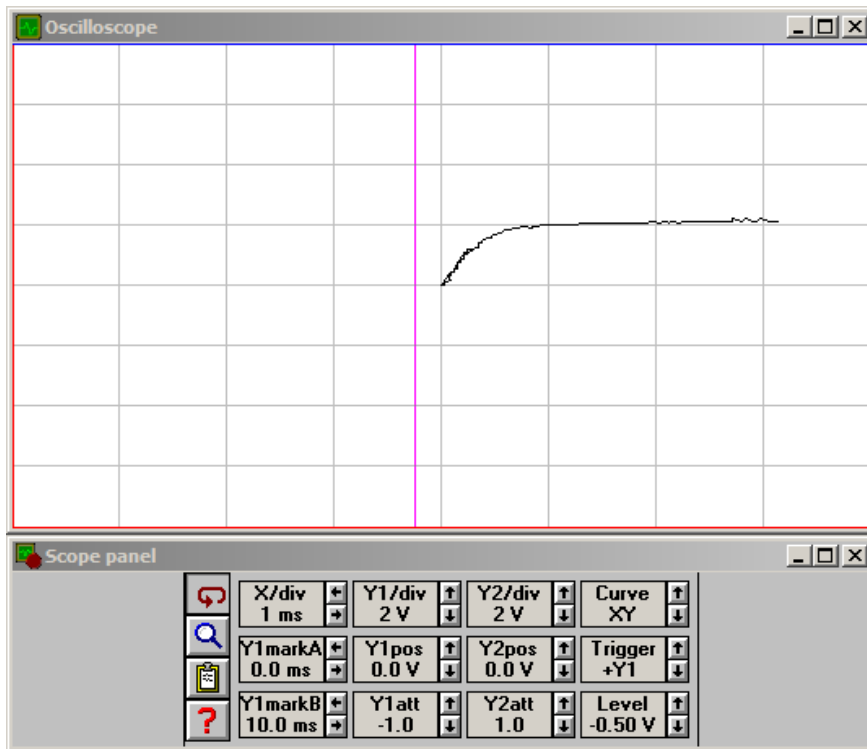 Oscilloscope
Scope panel
X/div
1 ms
Y1/div
2 V
Y2/div
2 V
Curve
XY
Y1markA
0.0 ms
Y1pos
0.0 V
Y2pos
0.0 V
Trigger
+Y1
Y1markB
10.0 ms
Y1att
-1.0
Y2att
1.0
Level
-0.50 V
?